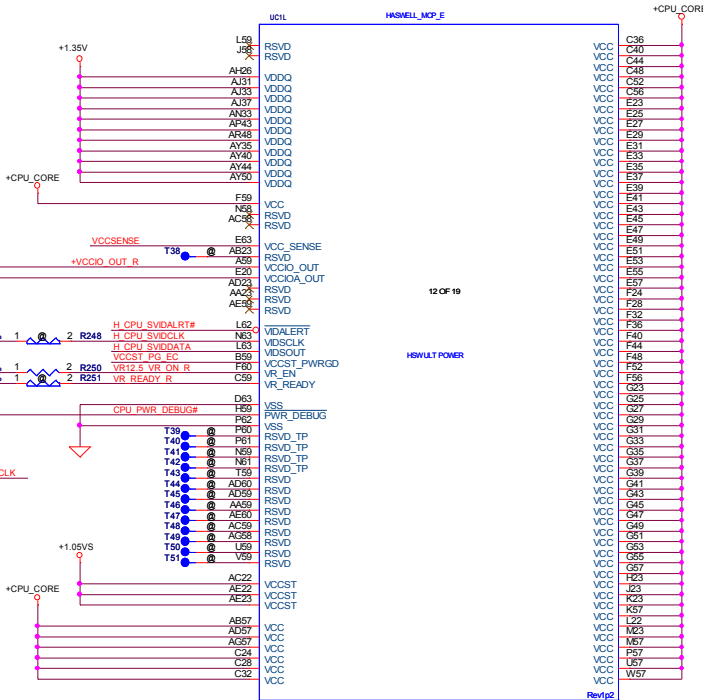 +CPU_CORE
UC1L
HASWELL_MCP_E
L59 RSVD VCC C36
J58 RSVD VCC C40
+1.35V
VCC C44
AH26 VDDQ VCC C48
AJ31 VDDQ VCC C52
AJ33 VDDQ VCC C56
AJ37 VDDQ VCC E23
AN33 VDDQ VCC E25
AP43 VDDQ VCC E27
AR48 VDDQ VCC E29
AY35 VDDQ VCC E31
AY40 VDDQ VCC E33
AY44 VDDQ VCC E35
AY50 VDDQ VCC E37
+CPU_CORE
VCC E39
F59 VCC VCC E41
N58 RSVD VCC E43
AC58 RSVD VCC E45
VCC E47
VCCSENSE E63 VCC_SENSE VCC E49
T38 @ AB23 RSVD VCC E51
+VCCIO_OUT_R A59 VCCIO_OUT VCC E53
E20 VCCIOA_OUT VCC E55
AD23 RSVD VCC E57
AA23 RSVD VCC F24
AE59 RSVD VCC F28
12 OF 19
VCC F32
H_CPU_SVIDALRT# L62 VIDALERT VCC F36
1 @ 2 R248 H_CPU_SVIDCLK N63 VIDSCLK VCC F40
H_CPU_SVIDDATA L63 VIDSOUT VCC F44
VCCST_PG_EC B59 VCCST_PWRGD VCC F48
HSW ULT POWER
1 2 R250 VR12.5_VR_ON_R F60 VR_EN VCC F52
1 @ 2 R251 VR_READY_R C59 VR_READY VCC F56
VCC G23
D63 VSS VCC G25
CPU_PWR_DEBUG# H59 PWR_DEBUG VCC G27
P62 VSS VCC G29
T39 @ P60 RSVD_TP VCC G31
T40 @ P61 RSVD_TP VCC G33
T41 @ N59 RSVD_TP VCC G35
T42 @ N61 RSVD_TP VCC G37
CLK T43 @ T59 RSVD VCC G39
T44 @ AD60 RSVD VCC G41
T45 @ AD59 RSVD VCC G43
T46 @ AA59 RSVD VCC G45
T47 @ AE60 RSVD VCC G47
T48 @ AC59 RSVD VCC G49
T49 @ AG58 RSVD VCC G51
T50 @ U59 RSVD VCC G53
T51 @ V59 RSVD VCC G55
+1.05VS
VCC G57
AC22 VCCST VCC H23
AE22 VCCST VCC J23
AE23 VCCST VCC K23
+CPU_CORE
VCC K57
AB57 VCC VCC L22
AD57 VCC VCC M23
AG57 VCC VCC M57
C24 VCC VCC P57
C28 VCC VCC U57
C32 VCC VCC W57
Rev1p2